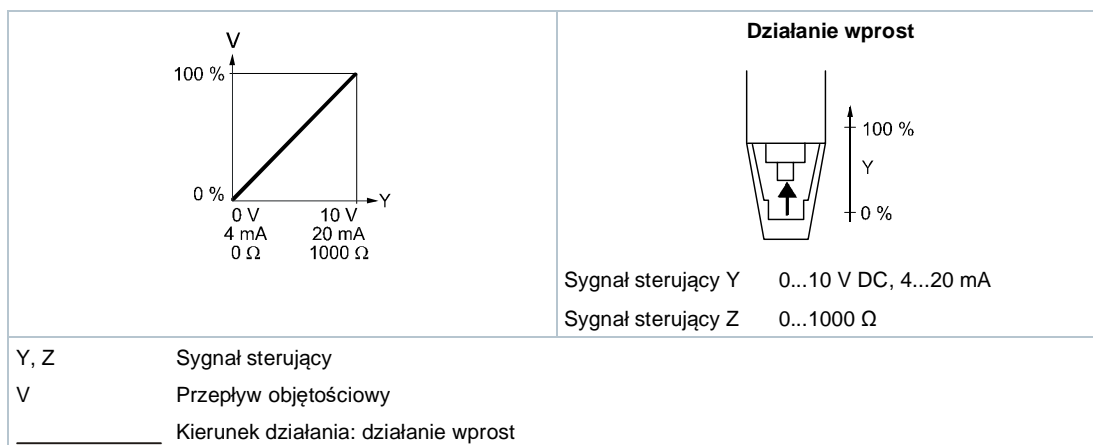 V
100 %
0 %
Y
0 V 10 V
4 mA 20 mA
0 Ω 1000 Ω
Działanie wprost
100 %
Y
0 %
Sygnał sterujący Y 0...10 V DC, 4...20 mA
Sygnał sterujący Z 0...1000 Ω
Y, Z Sygnał sterujący
V Przepływ objętościowy
Kierunek działania: działanie wprost